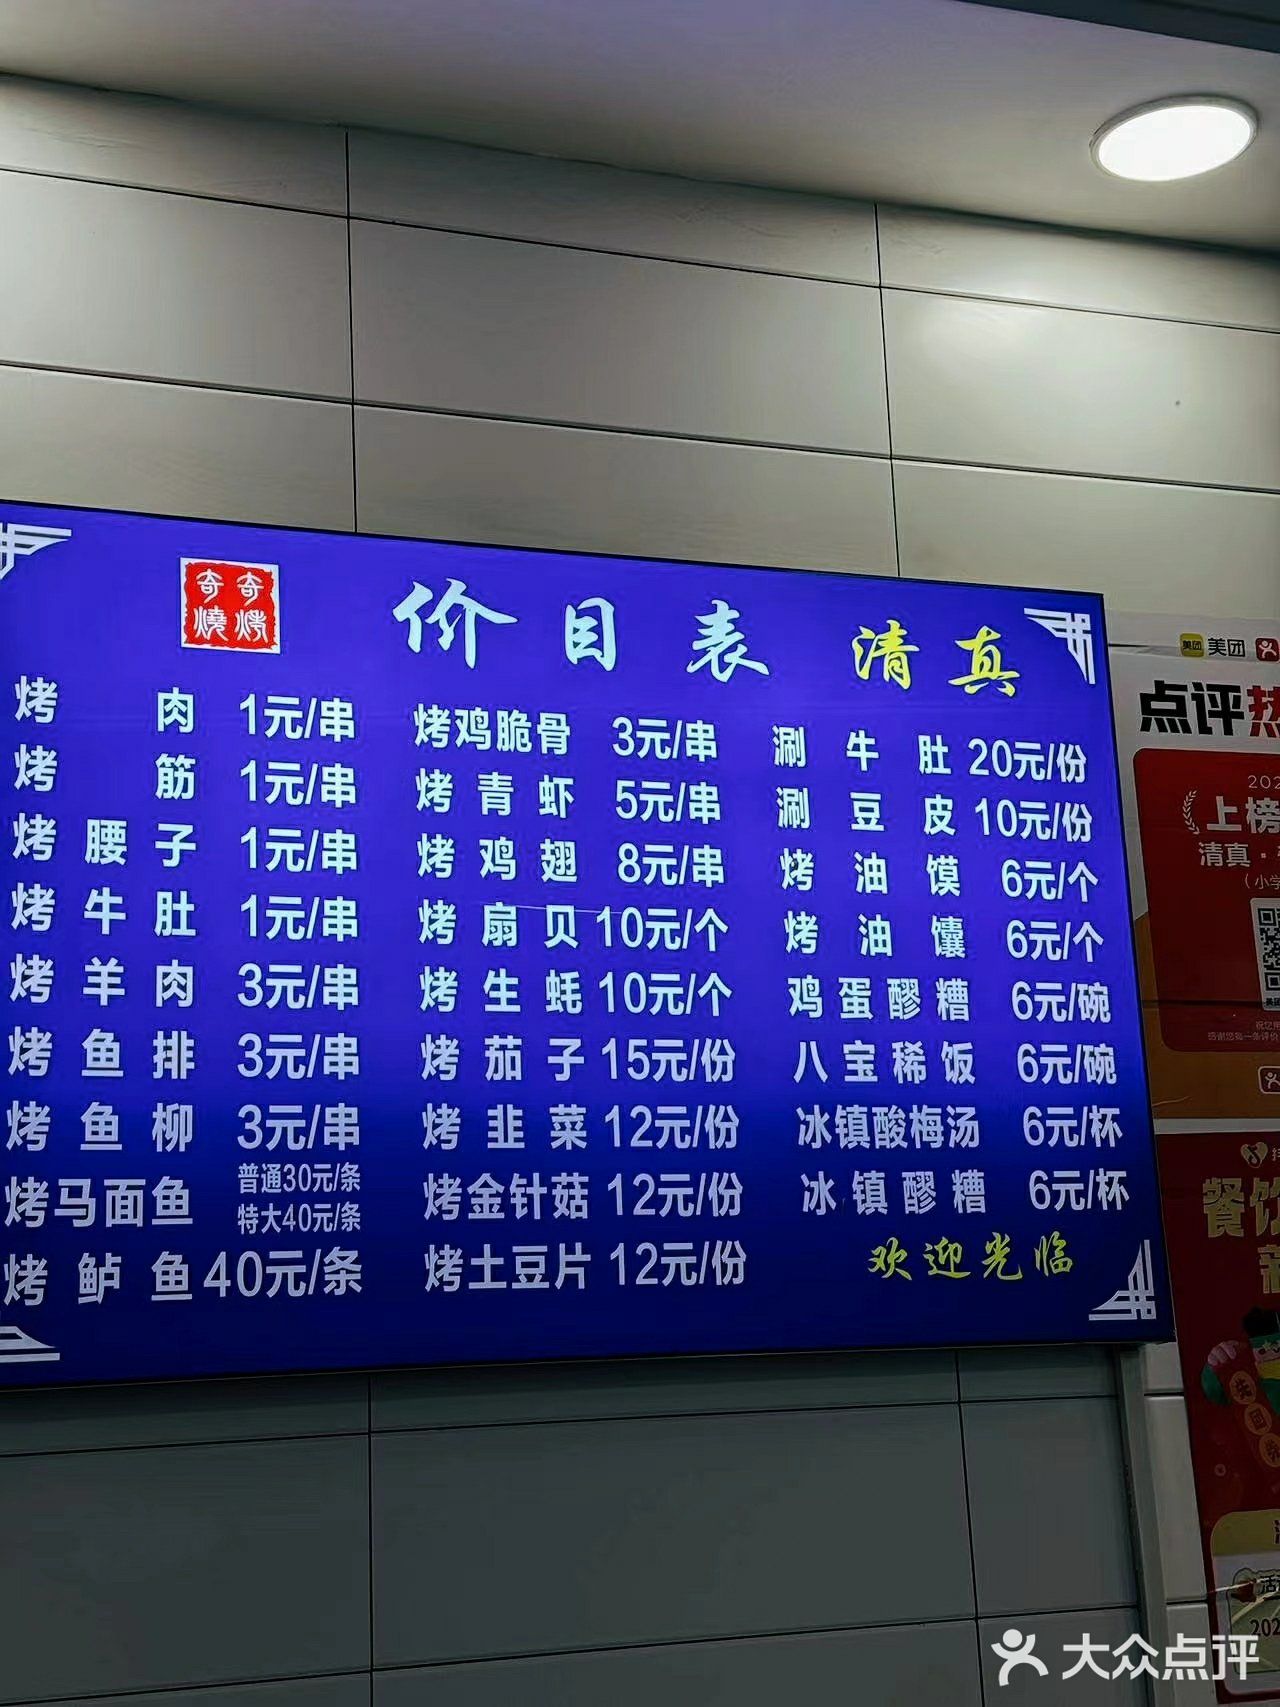 奇奇
燒烤
价目表 清真
烤肉 1元/串
烤筋 1元/串
烤腰子 1元/串
烤牛肚 1元/串
烤羊肉 3元/串
烤鱼排 3元/串
烤鱼柳 3元/串
烤马面鱼 普通30元/条
特大40元/条
烤鲈鱼 40元/条
烤鸡脆骨 3元/串
烤青虾 5元/串
烤鸡翅 8元/串
烤扇贝 10元/个
烤生蚝 10元/个
烤茄子 15元/份
烤韭菜 12元/份
烤金针菇 12元/份
烤土豆片 12元/份
涮牛肚 20元/份
涮豆皮 10元/份
烤油馍 6元/个
烤油馕 6元/个
鸡蛋醪糟 6元/碗
八宝稀饭 6元/碗
冰镇酸梅汤 6元/杯
冰镇醪糟 6元/杯
欢迎光临
美团 美团
点评热
202
上榜
清真·
(小学
美团
餐饮
大众点评